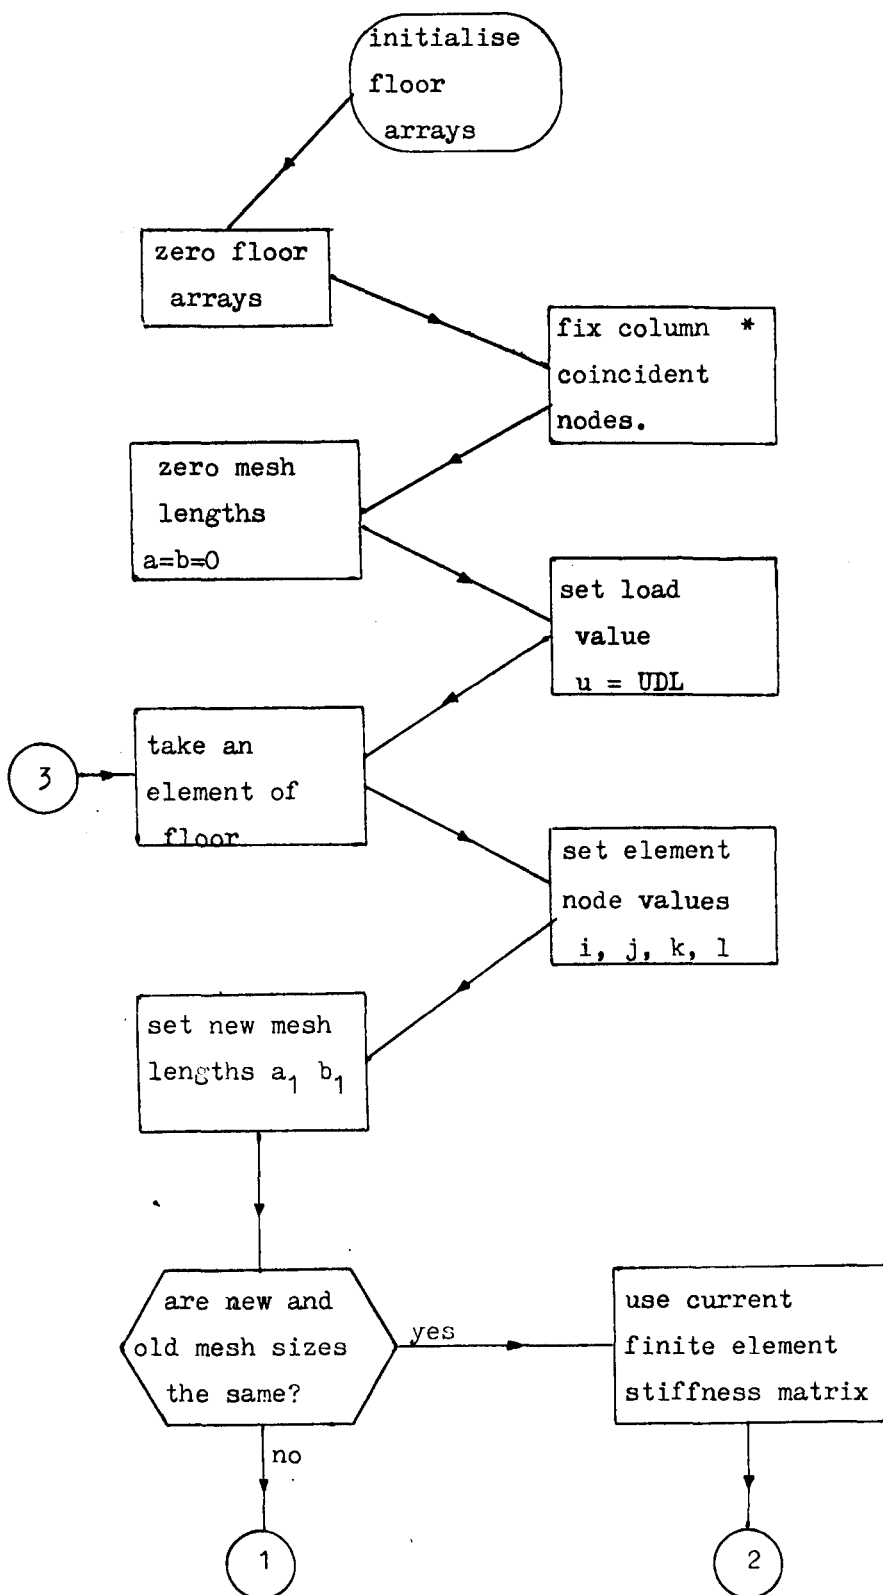 initialise
floor
arrays
zero floor
arrays
fix column *
coincident
nodes.
zero mesh
lengths
a=b=0
set load
value
u = UDL
3
take an
element of
floor
set element
node values
i, j, k, l
set new mesh
lengths a₁ b₁
are new and
old mesh sizes
the same?
yes
use current
finite element
stiffness matrix
no
1
2